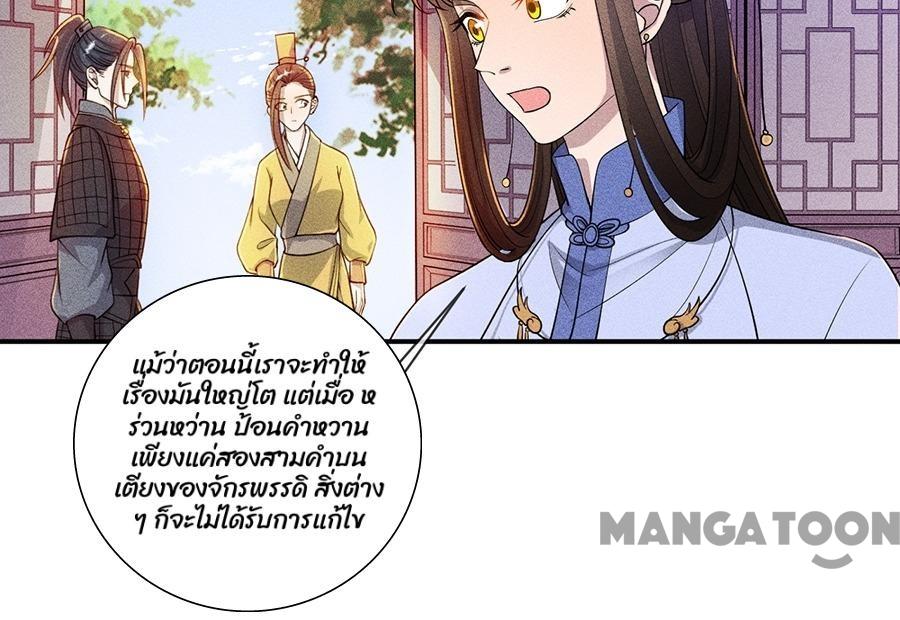 แม้ว่าตอนนี้เราจะทำให้
เรื่องมันใหญ่โต แต่เมื่อ ห
ร่วนหว่าน ป้อนคำหวาน
เพียงแค่สองสามคำบน
เตียงของจักรพรรดิ สิ่งต่าง
ๆ ก็จะไม่ได้รับการแก้ไข
MANGATOON